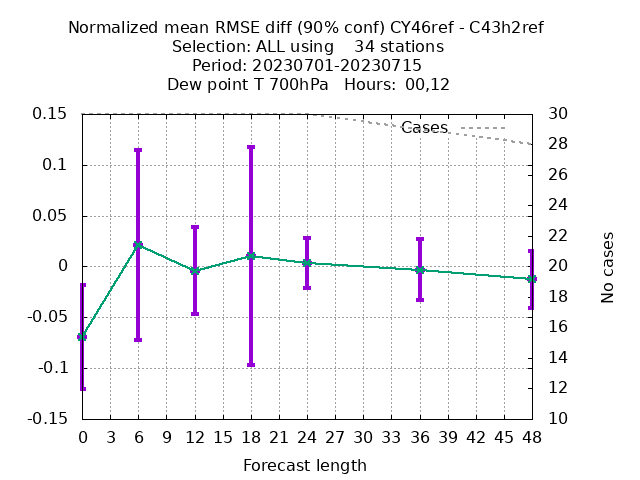 Normalized mean RMSE diff (90% conf) CY46ref - C43h2ref
Selection: ALL using 34 stations
Period: 20230701-20230715
Dew point T 700hPa Hours: 00,12
0.15
0.1
0.05
0
-0.05
-0.1
-0.15
Cases
30
28
26
24
22
20
18
16
14
12
10
No cases
0 3 6 9 12 15 18 21 24 27 30 33 36 39 42 45 48
Forecast length